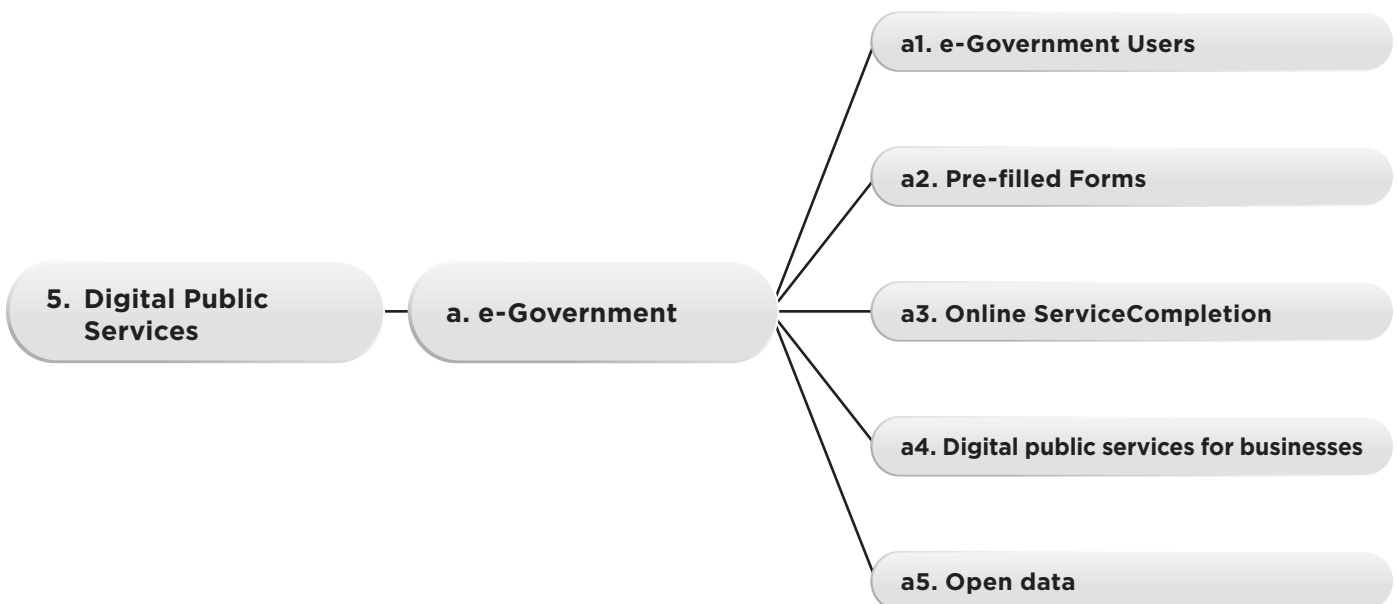 5. Digital Public
Services
a. e-Government
a1. e-Government Users
a2. Pre-filled Forms
a3. Online ServiceCompletion
a4. Digital public services for businesses
a5. Open data